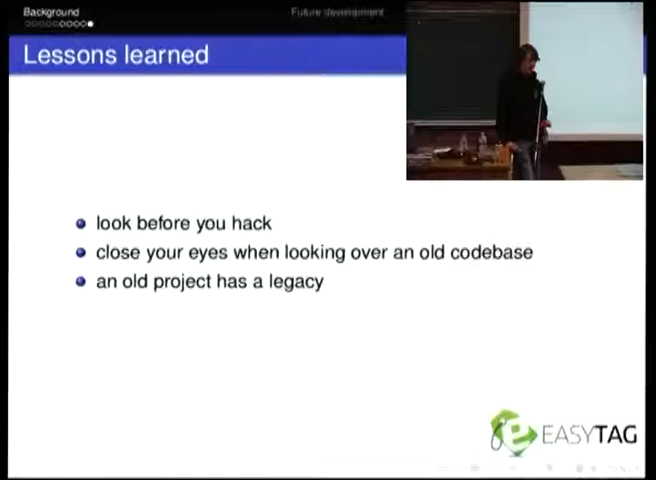 Background
Future development
Lessons learned
look before you hack
close your eyes when looking over an old codebase
an old project has a legacy
EASYTAG